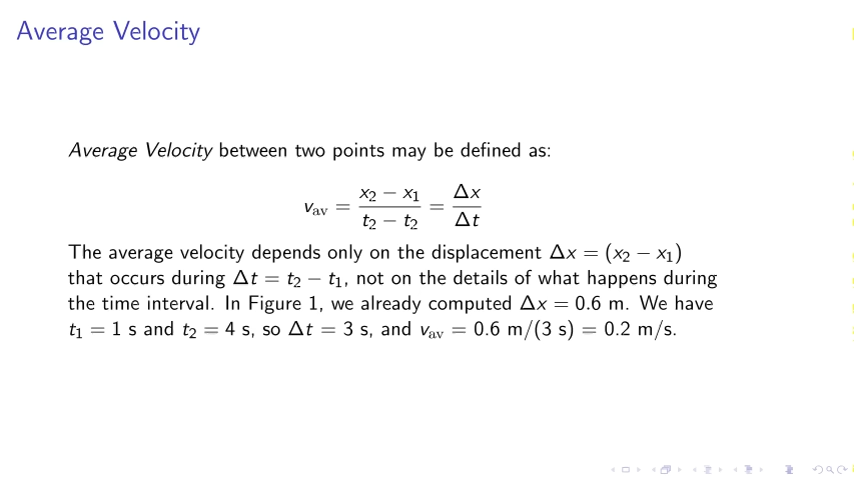 Average Velocity
Average Velocity between two points may be defined as:
v_av = (x₂ − x₁)/(t₂ − t₂) = Δx/Δt
The average velocity depends only on the displacement Δx = (x₂ − x₁)
that occurs during Δt = t₂ − t₁, not on the details of what happens during
the time interval. In Figure 1, we already computed Δx = 0.6 m. We have
t₁ = 1 s and t₂ = 4 s, so Δt = 3 s, and v_av = 0.6 m/(3 s) = 0.2 m/s.